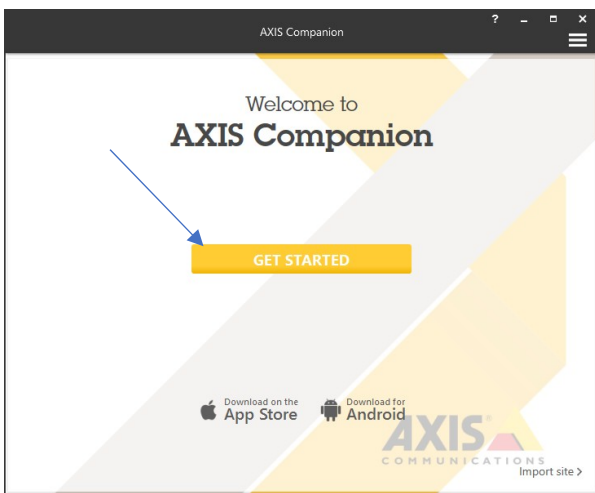 AXIS Companion
?
Welcome to
AXIS Companion
GET STARTED
Download on the
App Store
Download for
Android
AXIS
COMMUNICATIONS
Import site >